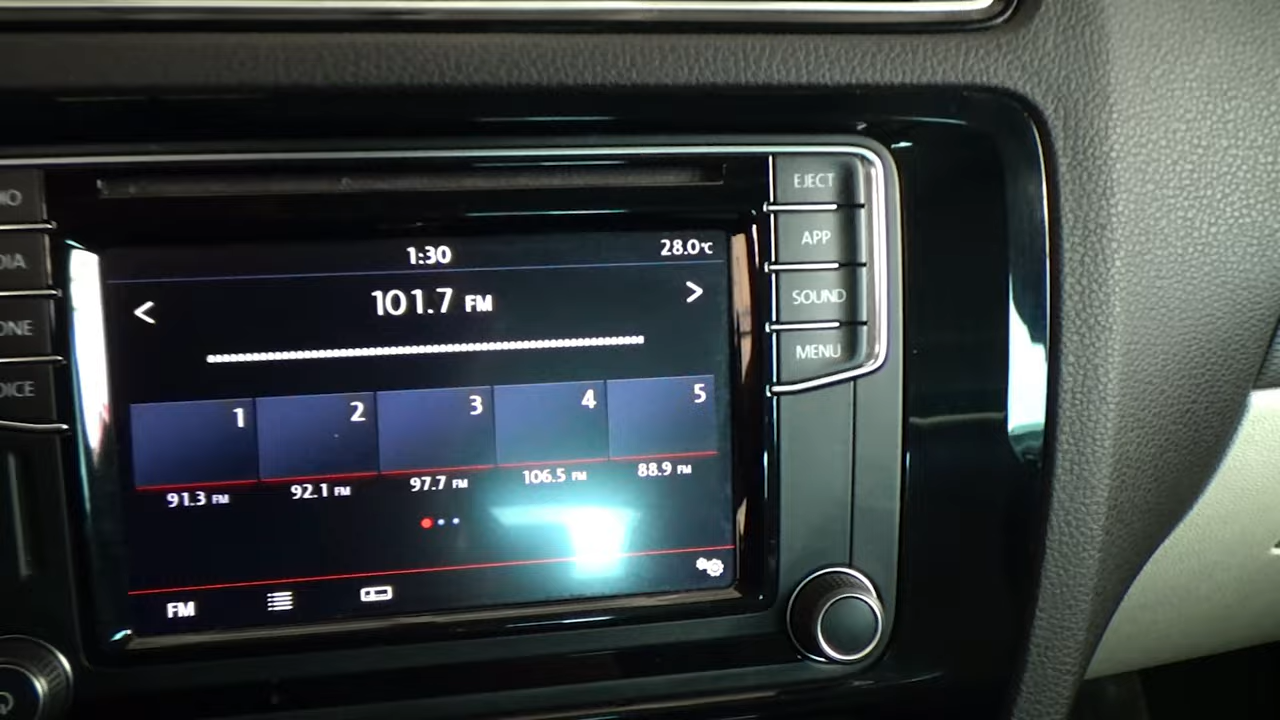 EJECT
APP
SOUND
MENU
1:30
28.0°C
< 101.7 FM >
1 2 3 4 5
91.3 FM 92.1 FM 97.7 FM 106.5 FM 88.9 FM
FM